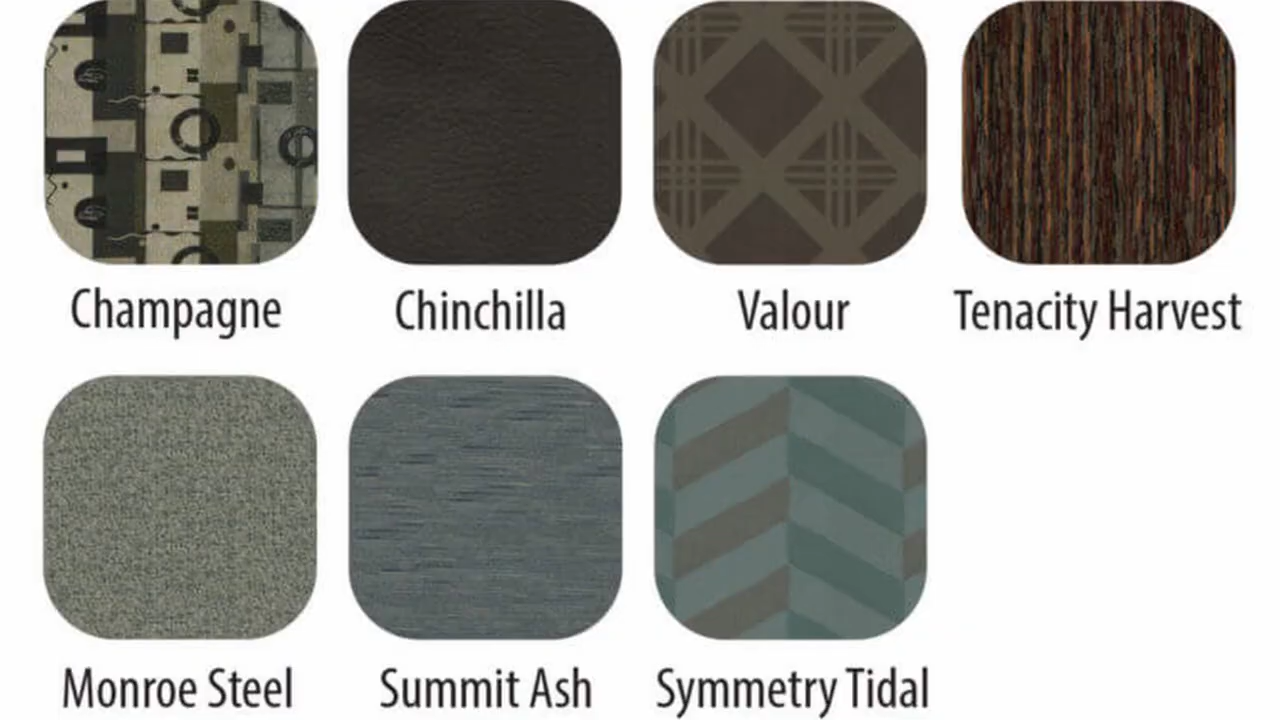 Champagne
Chinchilla
Valour
Tenacity Harvest
Monroe Steel
Summit Ash
Symmetry Tidal